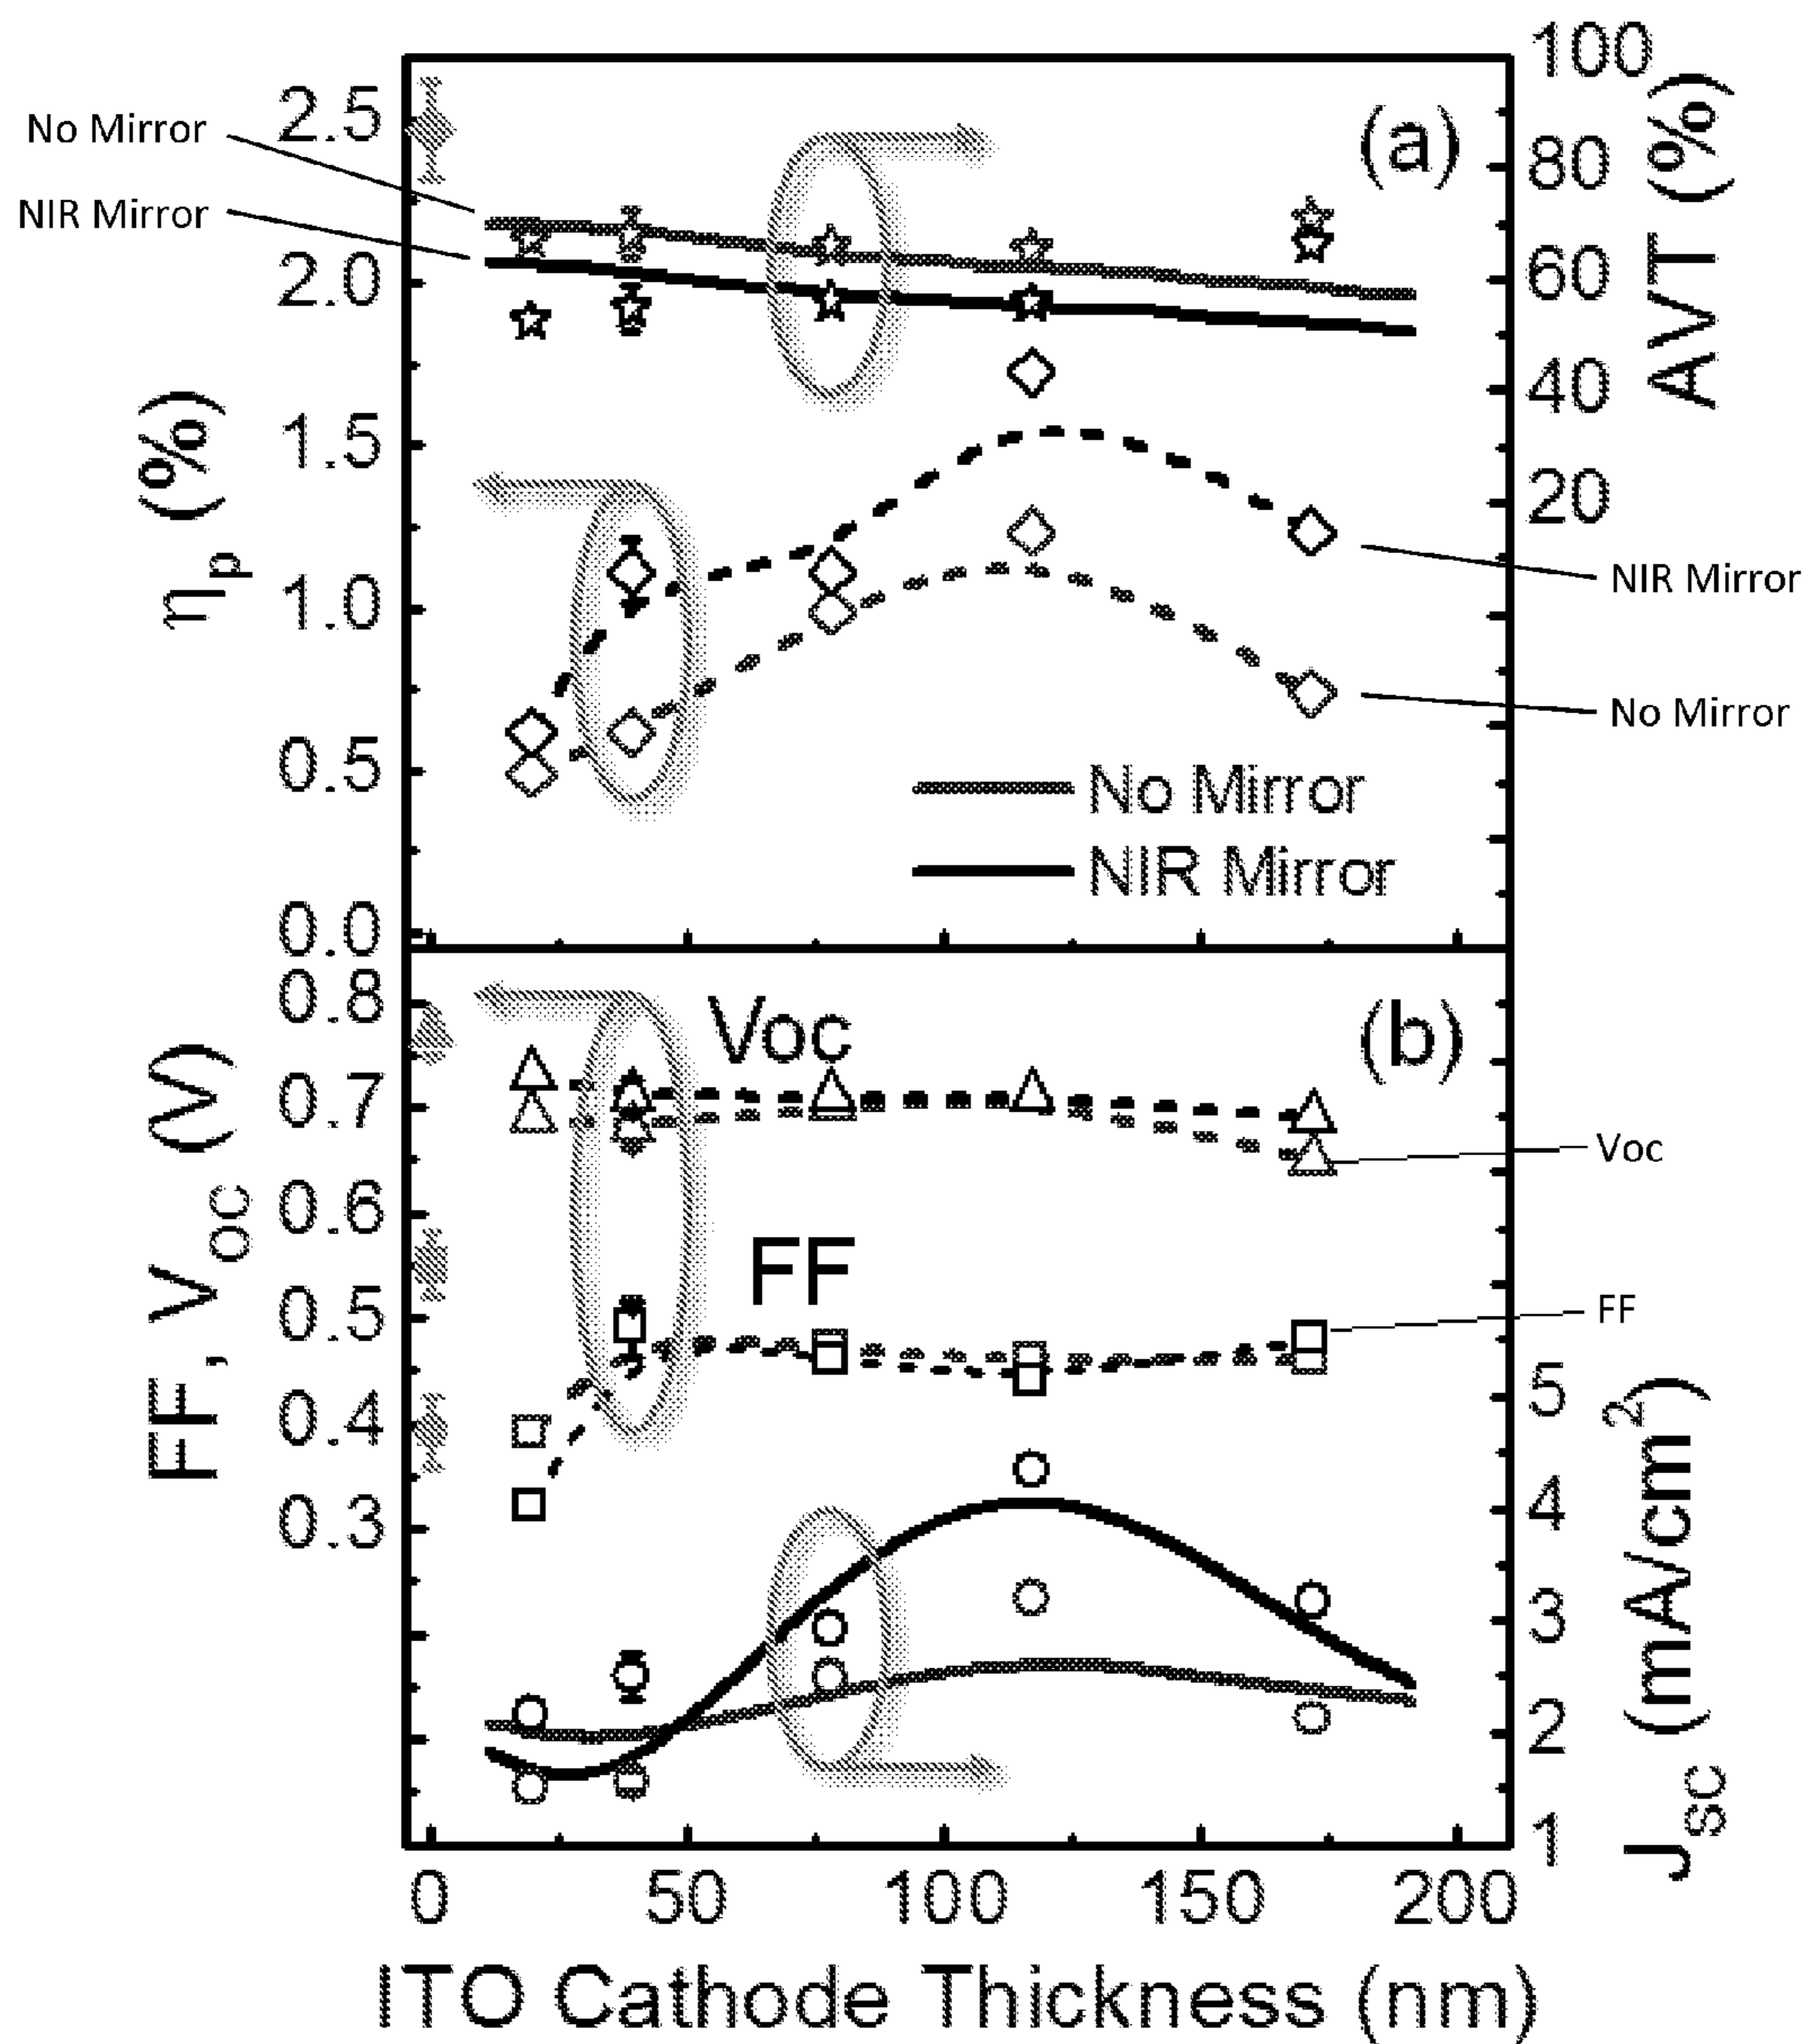 No Mirror
NIR Mirror
2.5
2.0
1.5
1.0
0.5
0.0
ηp (%)
(a)
100
80
60
40
20
AVT (%)
NIR Mirror
No Mirror
No Mirror
NIR Mirror
0.8
0.7
0.6
0.5
0.4
0.3
FF, VOC (V)
Voc
(b)
FF
Voc
FF
5
4
3
2
1
JSC (mA/cm²)
0 50 100 150 200
ITO Cathode Thickness (nm)